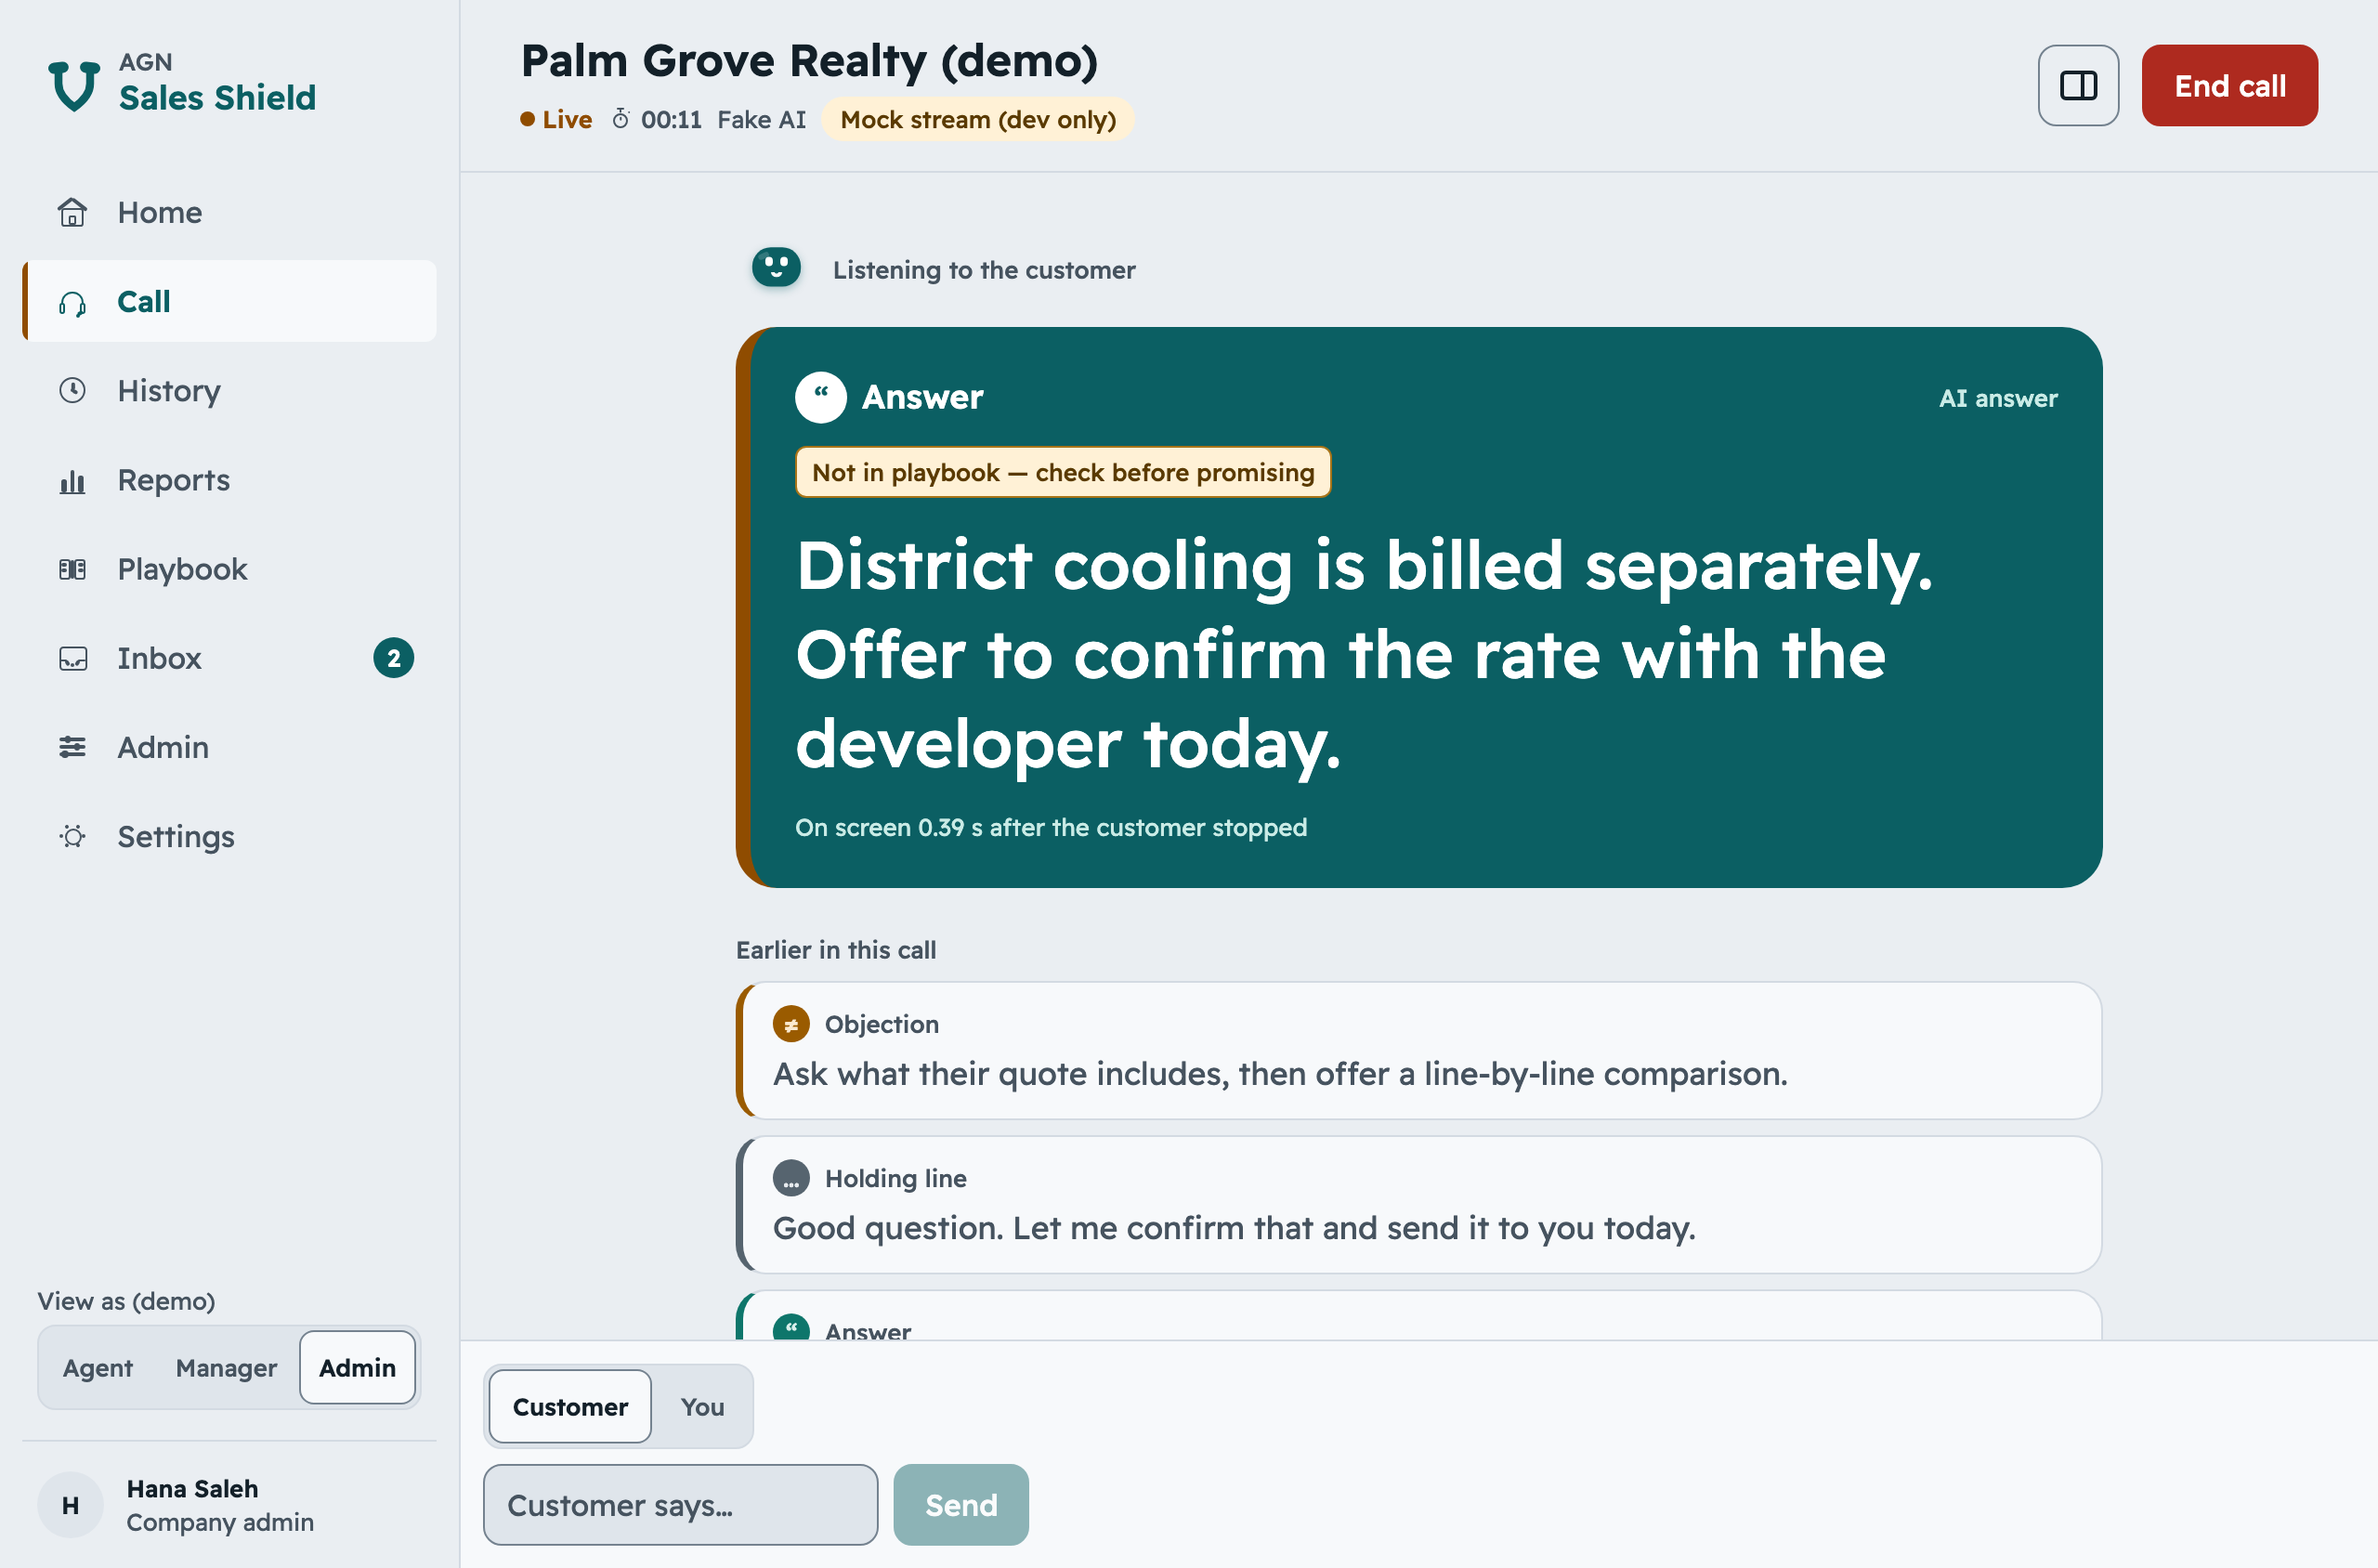 AGN
Sales Shield
Home
Call
History
Reports
Playbook
Inbox
2
Admin
Settings
View as (demo)
Agent
Manager
Admin
H
Hana Saleh
Company admin
Palm Grove Realty (demo)
Live
00:11
Fake AI
Mock stream (dev only)
End call
Listening to the customer
“
Answer
AI answer
Not in playbook — check before promising
District cooling is billed separately.
Offer to confirm the rate with the
developer today.
On screen 0.39 s after the customer stopped
Earlier in this call
≠
Objection
Ask what their quote includes, then offer a line-by-line comparison.
…
Holding line
Good question. Let me confirm that and send it to you today.
“
Answer
Customer
You
Customer says…
Send